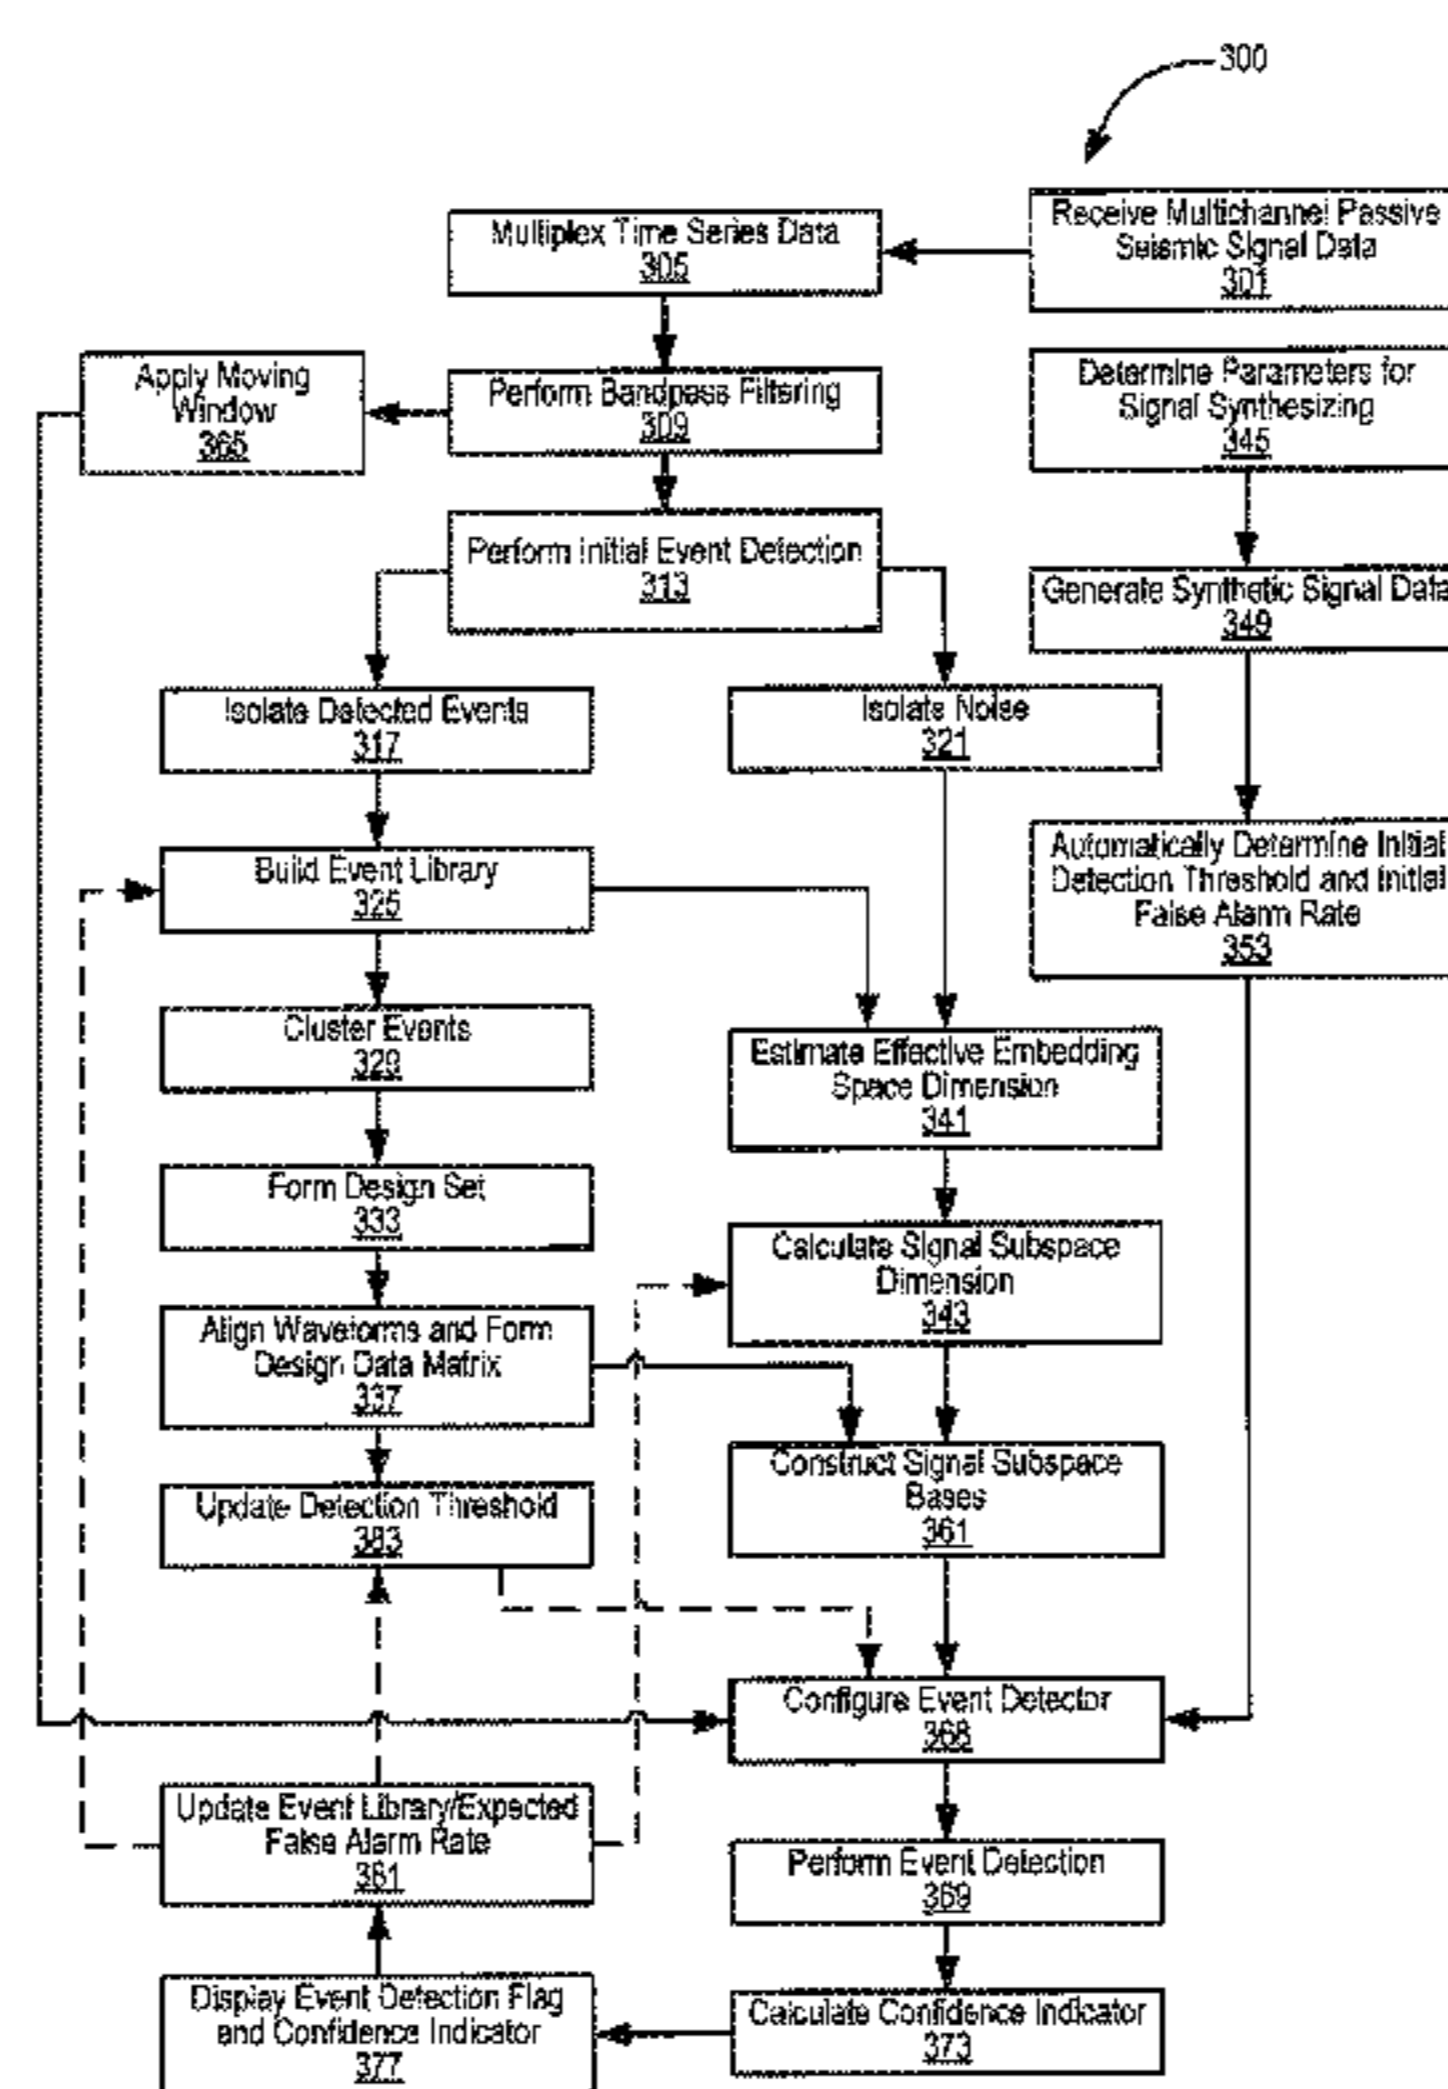 300
Receive Multichannel Passive
Seismic Signal Data
301
Multiplex Time Series Data
305
Determine Parameters for
Signal Synthesizing
345
Apply Moving
Window
365
Perform Bandpass Filtering
309
Perform Initial Event Detection
313
Generate Synthetic Signal Data
349
Isolate Detected Events
317
Isolate Noise
321
Automatically Determine Initial
Detection Threshold and Initial
False Alarm Rate
353
Build Event Library
325
Cluster Events
329
Estimate Effective Embedding
Space Dimension
341
Form Design Set
333
Calculate Signal Subspace
Dimension
343
Align Waveforms and Form
Design Data Matrix
337
Construct Signal Subspace
Bases
361
Update Detection Threshold
383
Configure Event Detector
368
Update Event Library/Expected
False Alarm Rate
381
Perform Event Detection
369
Display Event Detection Flag
and Confidence Indicator
377
Calculate Confidence Indicator
373